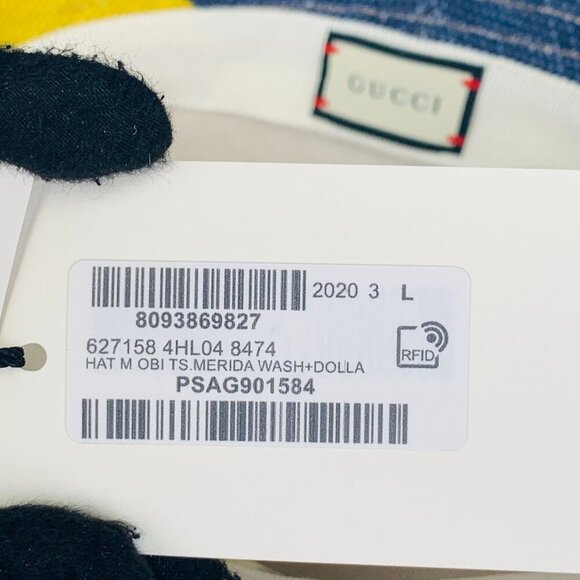 GUCCI
2020 3 L
8093869827
627158 4HL04 8474
HAT M OBI TS.MERIDA WASH+DOLLA
PSAG901584
RFID